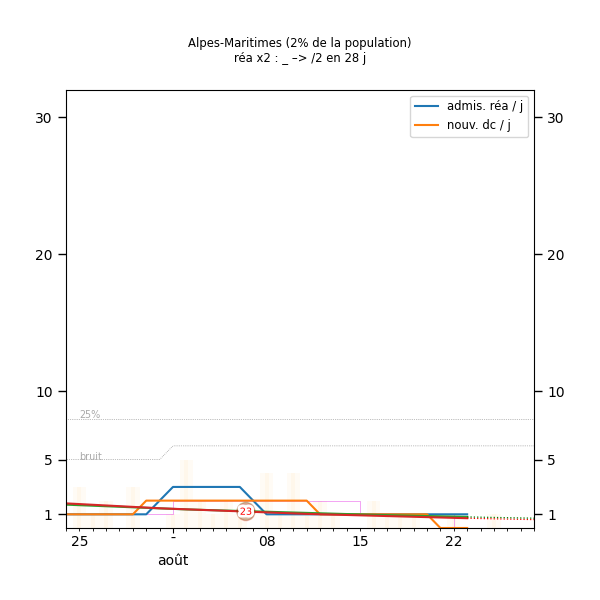 Alpes-Maritimes (2% de la population)
réa x2 : _ –> /2 en 28 j
admis. réa / j
nouv. dc / j
30 30
20 20
10 10
25%
bruit
5 5
23
1 1
25 - 08 15 22
août